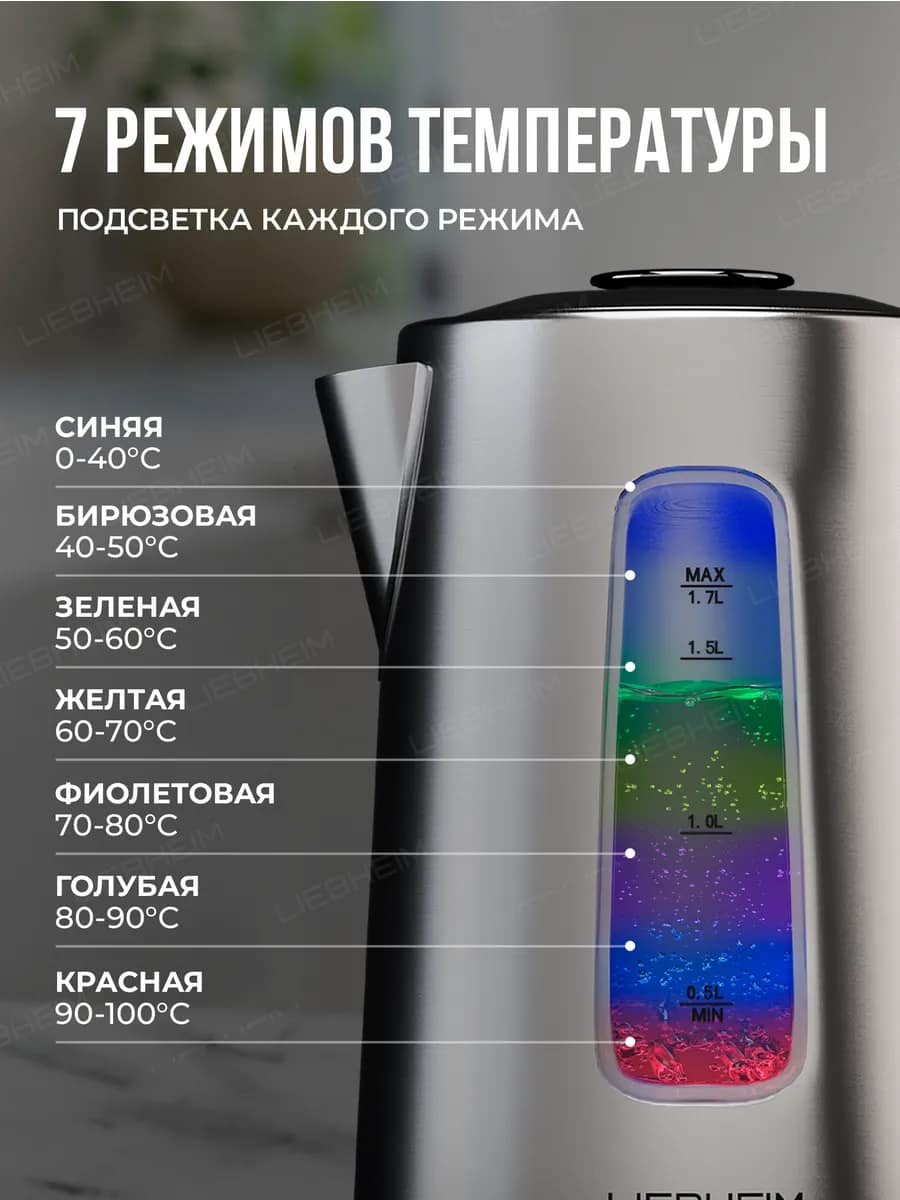 7 РЕЖИМОВ ТЕМПЕРАТУРЫ
ПОДСВЕТКА КАЖДОГО РЕЖИМА
СИНЯЯ
0-40°C
БИРЮЗОВАЯ
40-50°C
ЗЕЛЕНАЯ
50-60°C
ЖЕЛТАЯ
60-70°C
ФИОЛЕТОВАЯ
70-80°C
ГОЛУБАЯ
80-90°C
КРАСНАЯ
90-100°C
MAX
1.7L
1.5L
1.0L
0.5L
MIN
LIEBHEIM